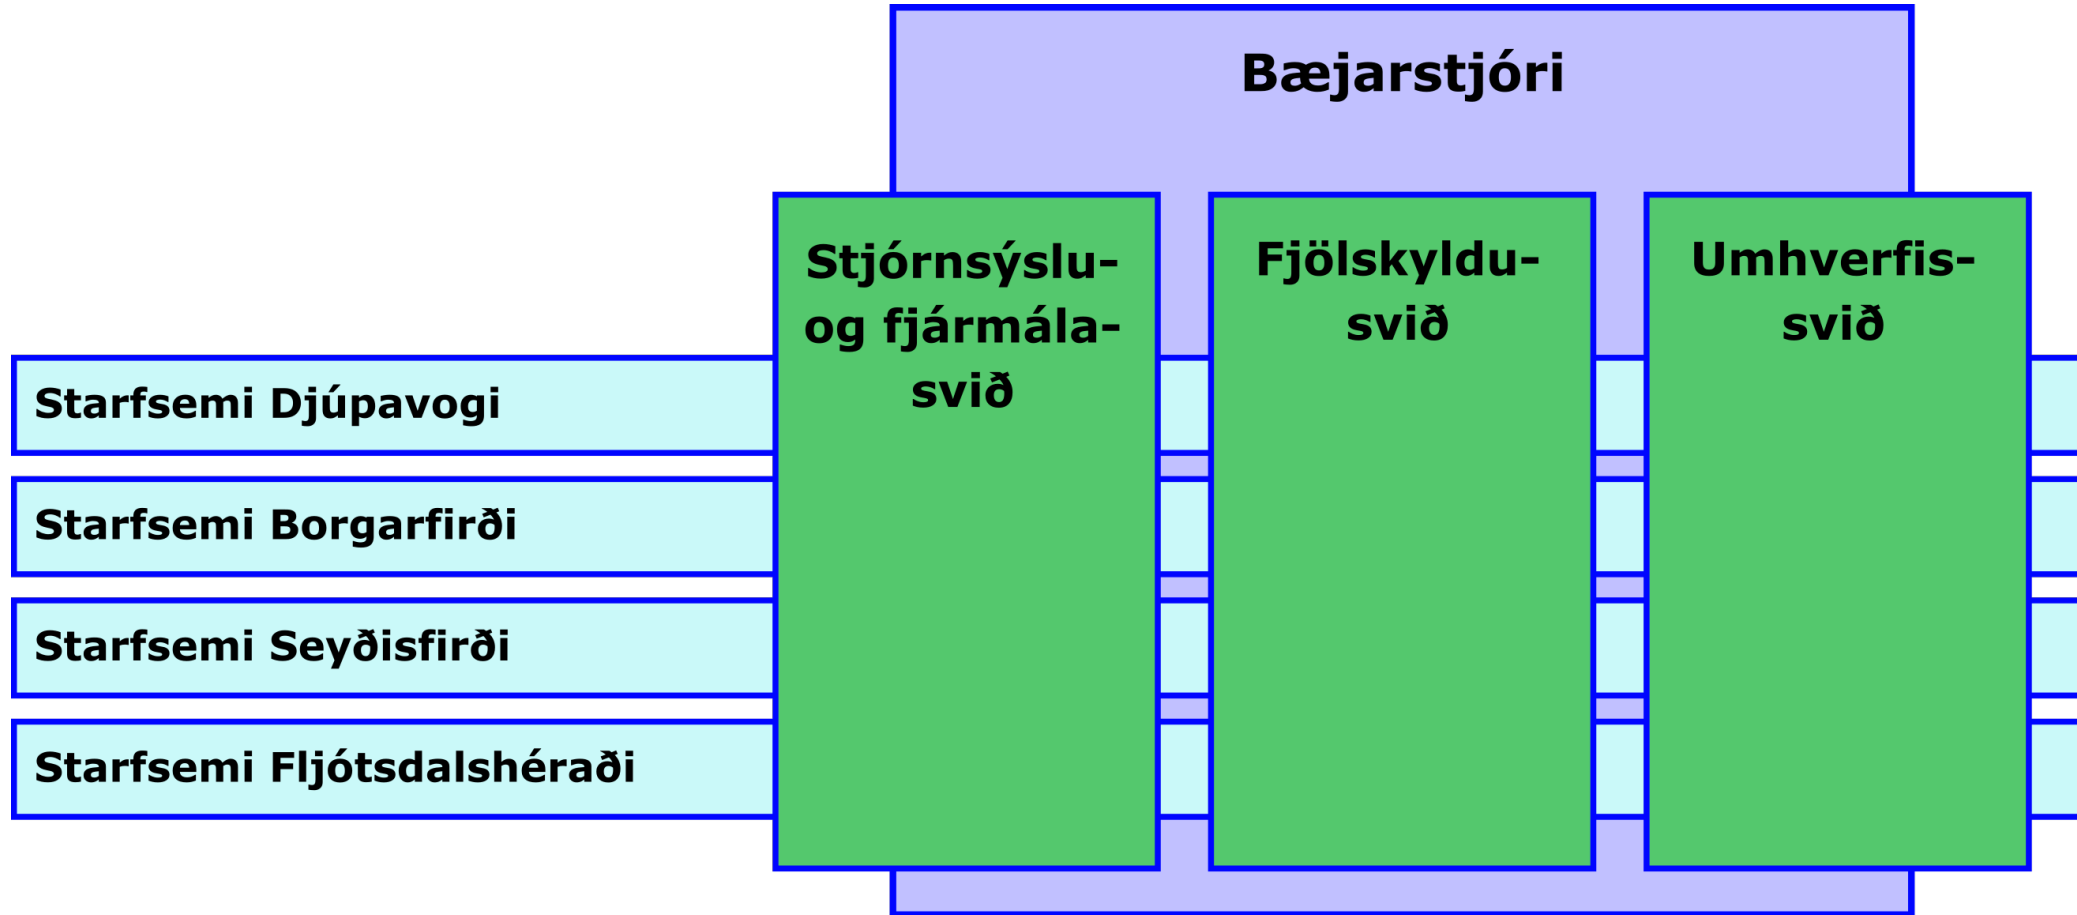 Bæjarstjóri
Stjórnsýslu-
og fjármála-
svið
Fjölskyldu-
svið
Umhverfis-
svið
Starfsemi Djúpavogi
Starfsemi Borgarfirði
Starfsemi Seyðisfirði
Starfsemi Fljótsdalshéraði